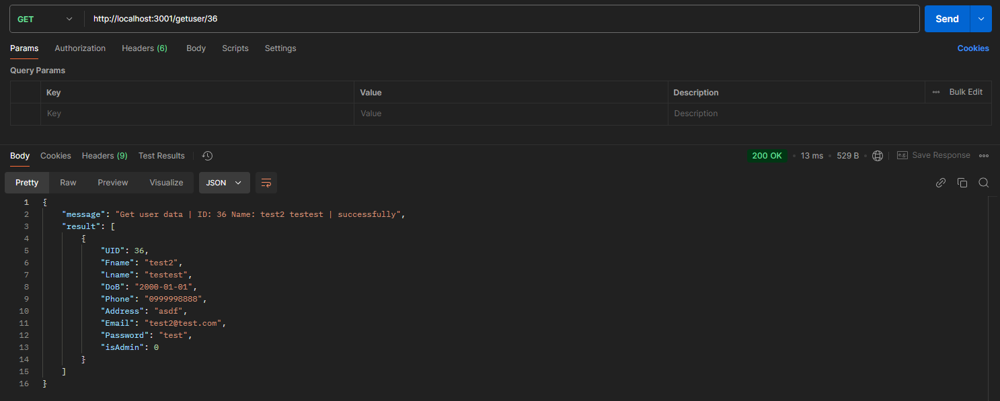 GET http://localhost:3001/getuser/36 Send
Params Authorization Headers (6) Body Scripts Settings Cookies
Query Params
Key Value Description Bulk Edit
Key Value Description
Body Cookies Headers (9) Test Results 200 OK 13 ms 529 B e.g. Save Response
Pretty Raw Preview Visualize JSON
1 {
2 "message": "Get user data | ID: 36 Name: test2 testest | successfully",
3 "result": [
4 {
5 "UID": 36,
6 "Fname": "test2",
7 "Lname": "testest",
8 "DoB": "2000-01-01",
9 "Phone": "0999998888",
10 "Address": "asdf",
11 "Email": "test2@test.com",
12 "Password": "test",
13 "isAdmin": 0
14 }
15 ]
16 }